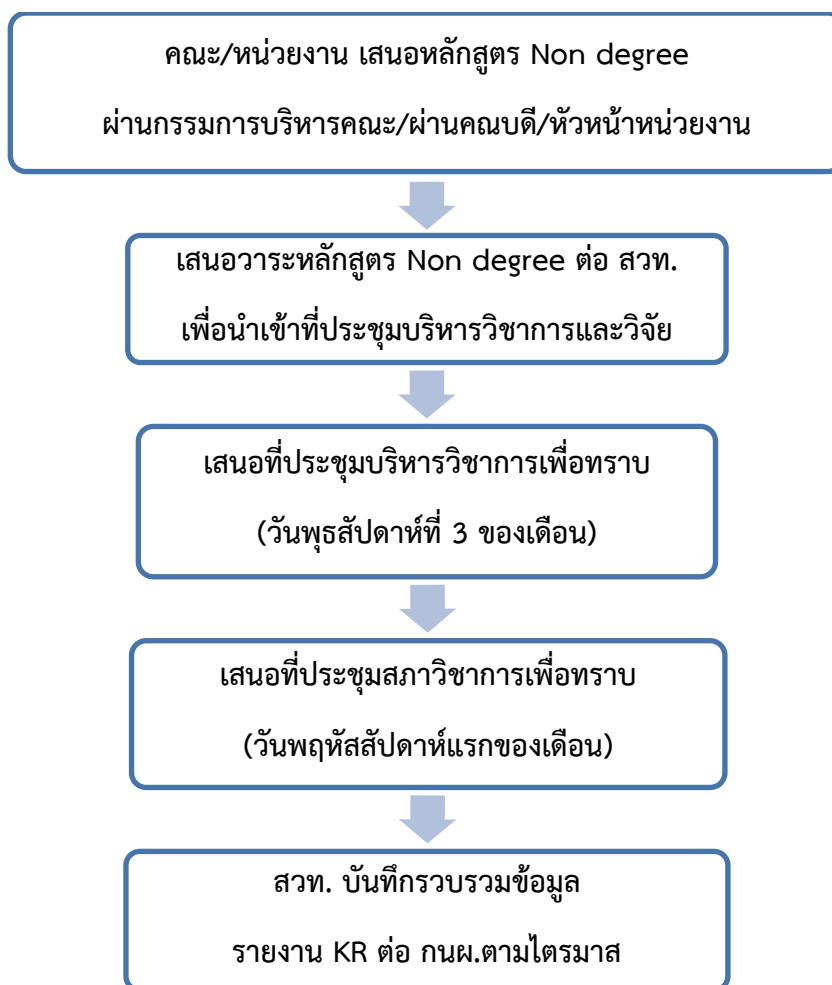 คณะ/หน่วยงาน เสนอหลักสูตร Non degree
ผ่านกรรมการบริหารคณะ/ผ่านคณบดี/หัวหน้าหน่วยงาน
เสนอวาระหลักสูตร Non degree ต่อ สวท.
เพื่อนำเข้าที่ประชุมบริหารวิชาการและวิจัย
เสนอที่ประชุมบริหารวิชาการเพื่อทราบ
(วันพุธสัปดาห์ที่ 3 ของเดือน)
เสนอที่ประชุมสภาวิชาการเพื่อทราบ
(วันพฤหัสสัปดาห์แรกของเดือน)
สวท. บันทึกรวบรวมข้อมูล
รายงาน KR ต่อ กนผ.ตามไตรมาส